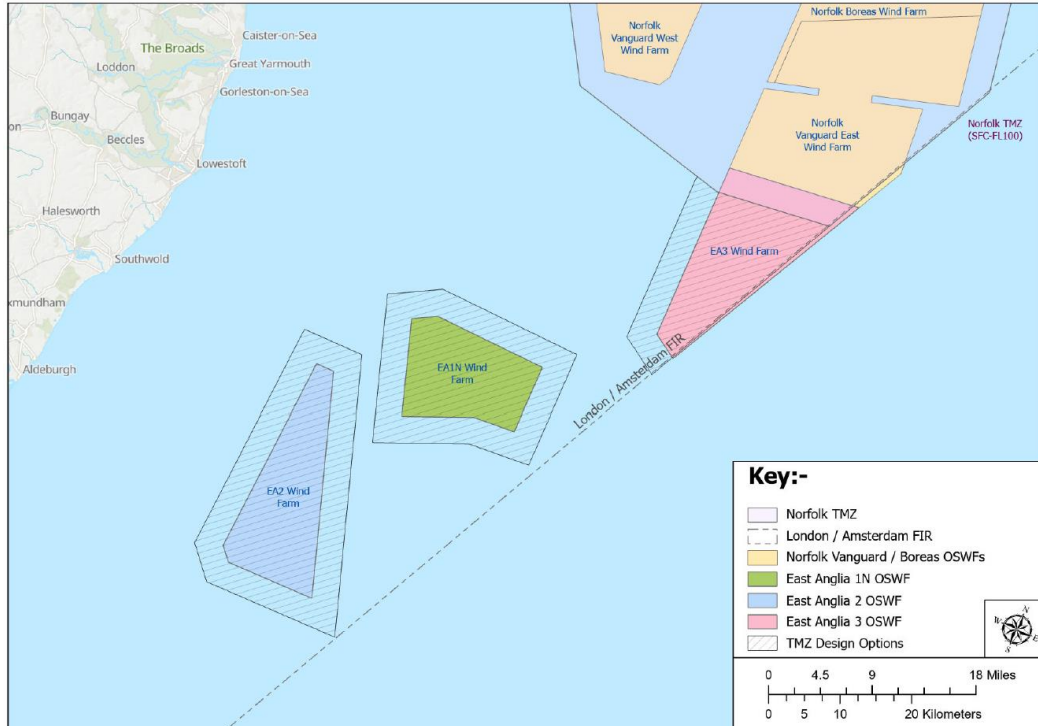 Norfolk Boreas Wind Farm
Caister-on-Sea
Norfolk
Vanguard West
Wind Farm
The Broads
Great Yarmouth
Loddon
Gorleston-on-Sea
Bungay
Norfolk
Vanguard East
Wind Farm
Norfolk TMZ
(SFC-FL100)
Beccles
Lowestoft
Halesworth
EA3 Wind Farm
Southwold
xmundham
Aldeburgh
EA1N Wind
Farm
London / Amsterdam FIR
EA2 Wind
Farm
Key:-
Norfolk TMZ
London / Amsterdam FIR
Norfolk Vanguard / Boreas OSWFs
East Anglia 1N OSWF
East Anglia 2 OSWF
East Anglia 3 OSWF
TMZ Design Options
N
W
E
S
0 4.5 9 18 Miles
0 5 10 20 Kilometers